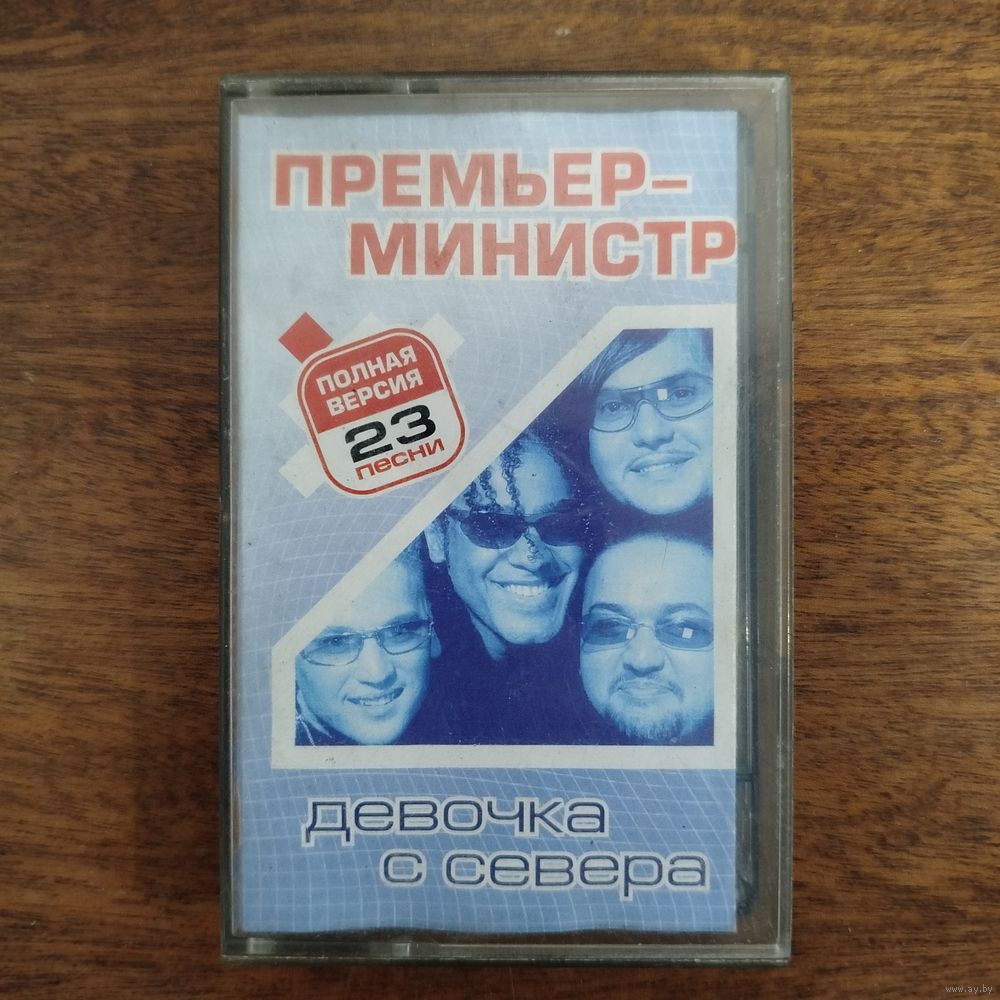 ПРЕМЬЕР-
МИНИСТР
ПОЛНАЯ
ВЕРСИЯ
23
песни
девочка
с севера
www.ay.by